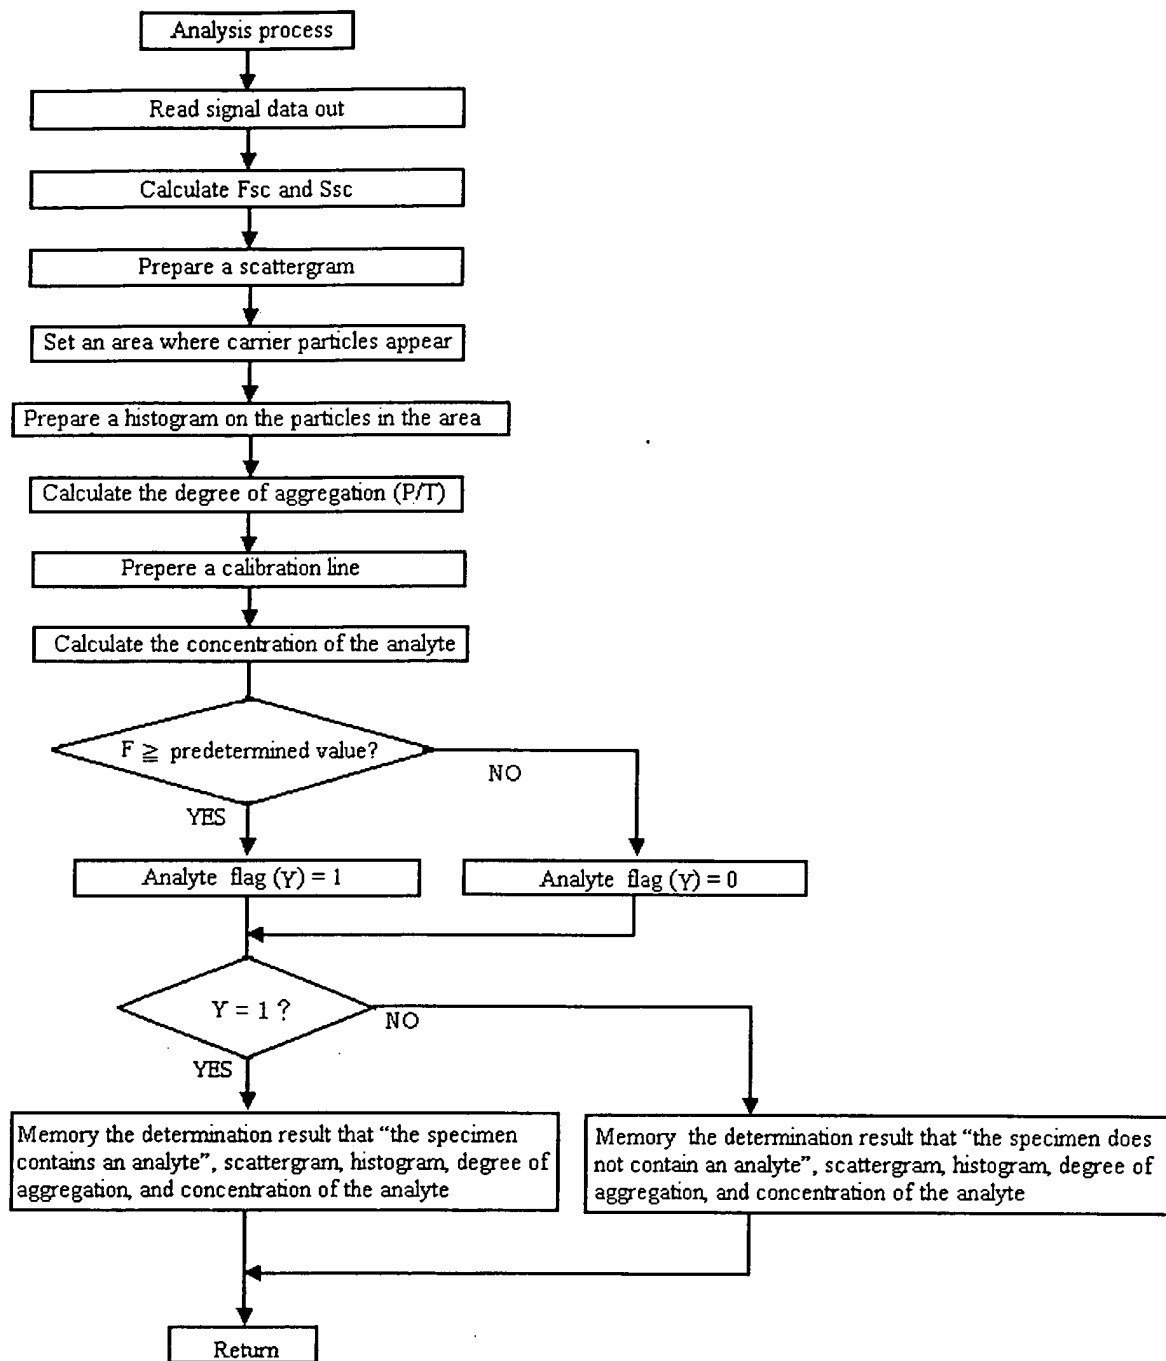 Analysis process
Read signal data out
Calculate Fsc and Ssc
Prepare a scattergram
Set an area where carrier particles appear
Prepare a histogram on the particles in the area
Calculate the degree of aggregation (P/T)
Prepere a calibration line
Calculate the concentration of the analyte
F ≧ predetermined value?
NO
YES
Analyte flag (Y) = 1
Analyte flag (Y) = 0
Y = 1 ?
NO
YES
Memory the determination result that “the specimen
contains an analyte”, scattergram, histogram, degree of
aggregation, and concentration of the analyte
Memory the determination result that “the specimen does
not contain an analyte”, scattergram, histogram, degree of
aggregation, and concentration of the analyte
Return